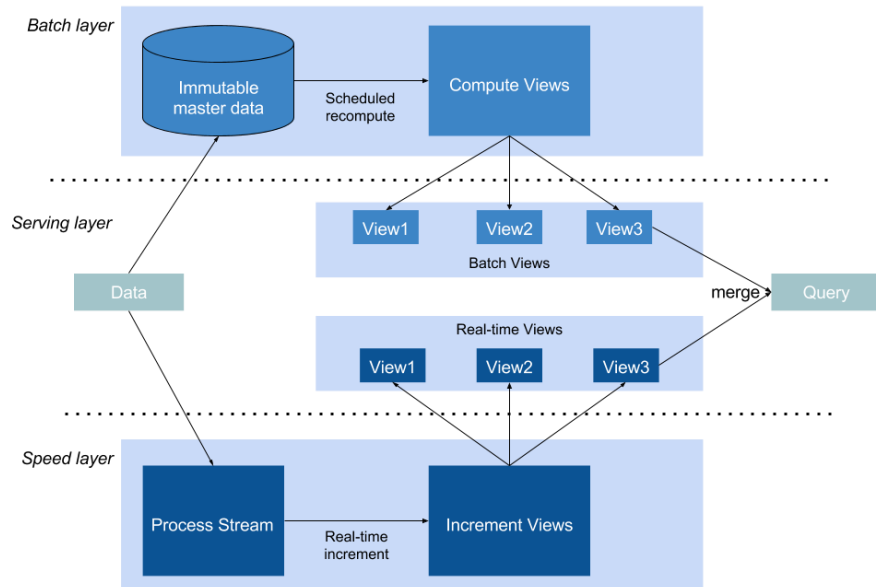 Batch layer
Immutable
master data
Scheduled
recompute
Compute Views
Serving layer
View1
View2
View3
Batch Views
Data
merge
Query
Real-time Views
View1
View2
View3
Speed layer
Process Stream
Real-time
increment
Increment Views